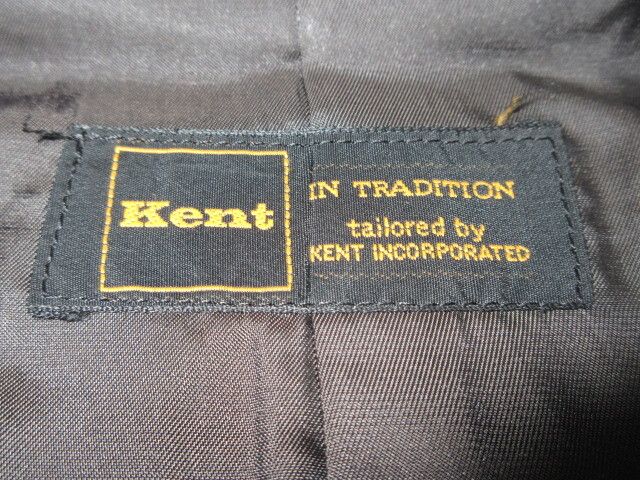 Kent
IN TRADITION
tailored by
KENT INCORPORATED